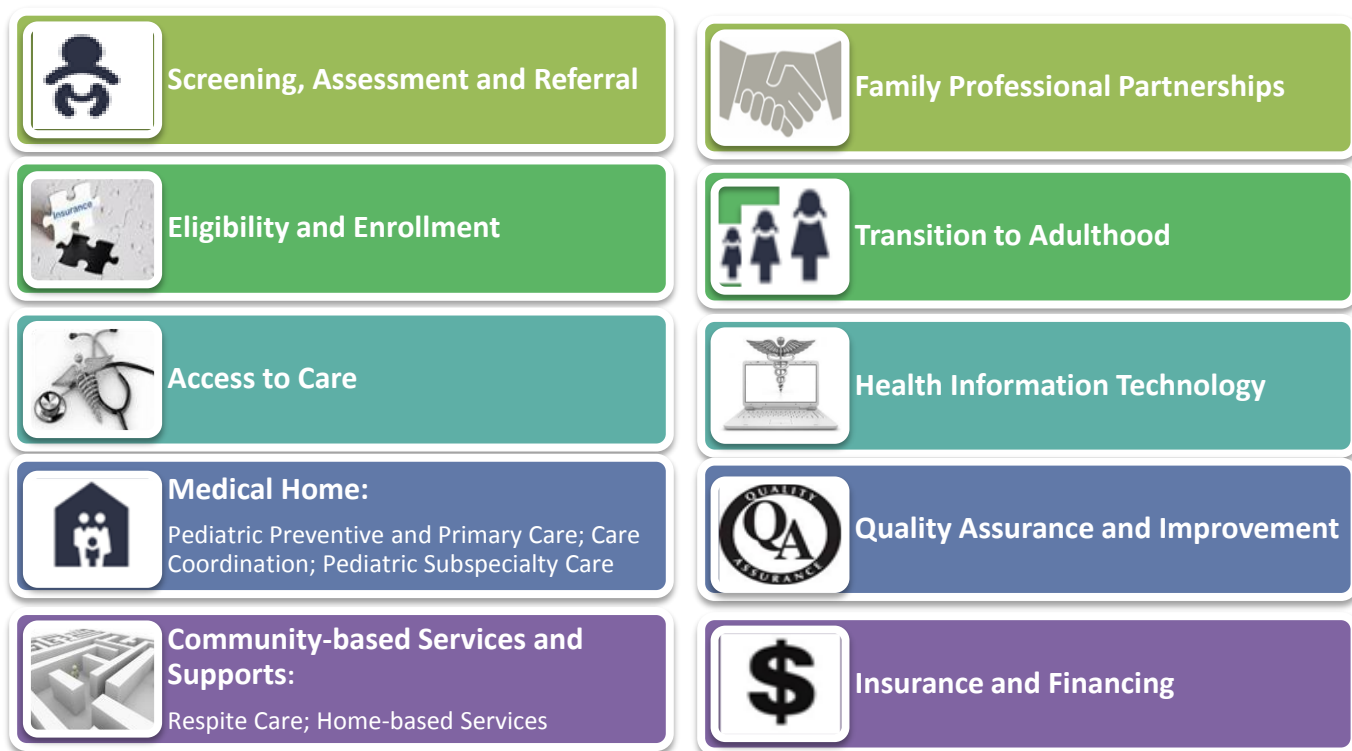 Screening, Assessment and Referral
Insurance
Eligibility and Enrollment
Access to Care
Medical Home:
Pediatric Preventive and Primary Care; Care
Coordination; Pediatric Subspecialty Care
Community-based Services and
Supports:
Respite Care; Home-based Services
Family Professional Partnerships
Transition to Adulthood
Health Information Technology
QUALITY
QA
ASSURANCE
Quality Assurance and Improvement
$
Insurance and Financing